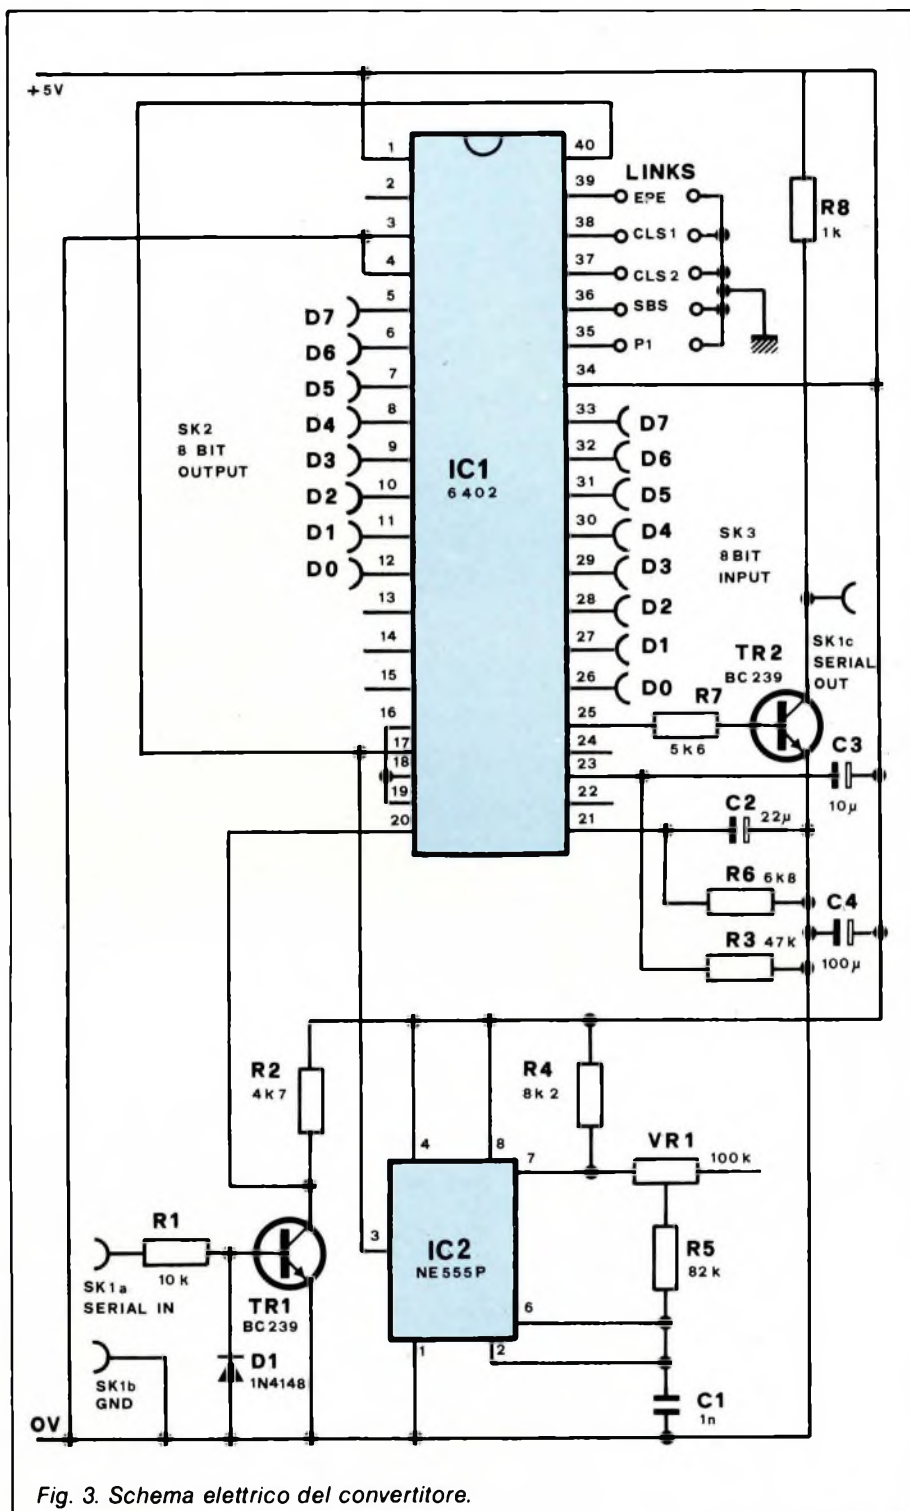 +5V
1
2
3
4
5
6
7
8
9
10
11
12
13
14
15
16
17
18
19
20
D7
D6
D5
D4
D3
D2
D1
D0
SK2
8 BIT
OUTPUT
IC1
6402
40
39
38
37
36
35
34
33
32
31
30
29
28
27
26
25
24
23
22
21
LINKS
EPE
CLS1
CLS2
SBS
P1
D7
D6
D5
D4
D3
D2
D1
D0
SK3
8BIT
INPUT
R8
1k
SK1c
SERIAL
OUT
TR2
BC239
R7
5k6
C3
10µ
C2
22µ
R6 6k8
C4
R3 47k
100µ
R2
4k7
R4
8k2
4
8
7
VR1
100k
3
IC2
NE555P
R5
82k
6
1
2
R1
10k
SK1a
SERIAL IN
TR1
BC239
D1
1N4148
SK1b
GND
C1
1n
0V
Fig. 3. Schema elettrico del convertitore.